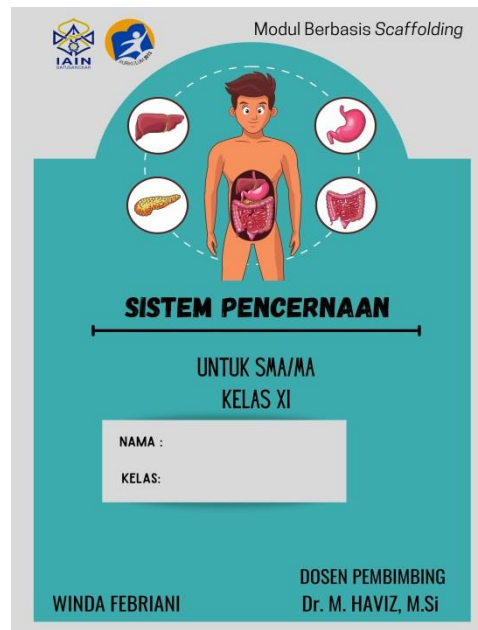 Modul Berbasis Scaffolding
IAIN
SISTEM PENCERNAAN
UNTUK SMA/MA
KELAS XI
NAMA :
KELAS:
DOSEN PEMBIMBING
WINDA FEBRIANI
Dr. M. HAVIZ, M.Si